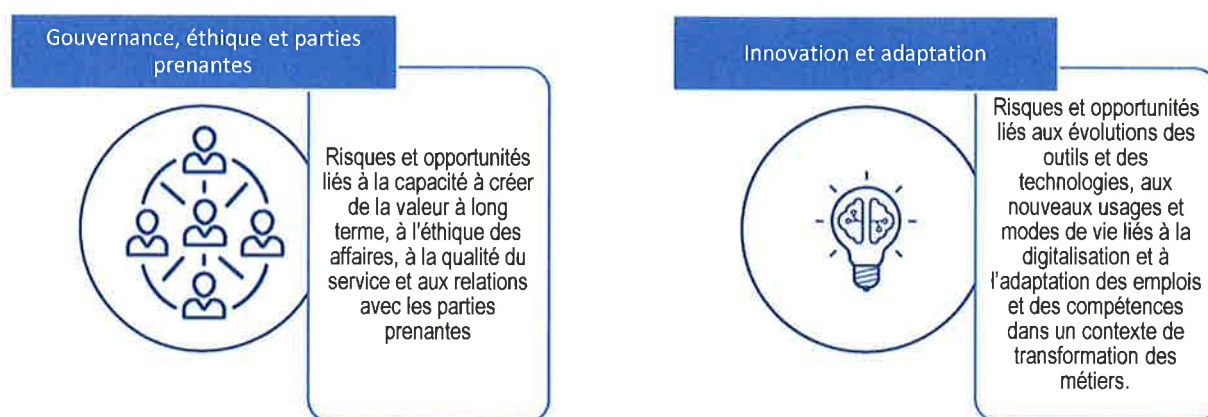 Gouvernance, éthique et parties
prenantes
Risques et opportunités
liés à la capacité à créer
de la valeur à long
terme, à l'éthique des
affaires, à la qualité du
service et aux relations
avec les parties
prenantes
Innovation et adaptation
Risques et opportunités
liés aux évolutions des
outils et des
technologies, aux
nouveaux usages et
modes de vie liés à la
digitalisation et à
l'adaptation des emplois
et des compétences
dans un contexte de
transformation des
métiers.